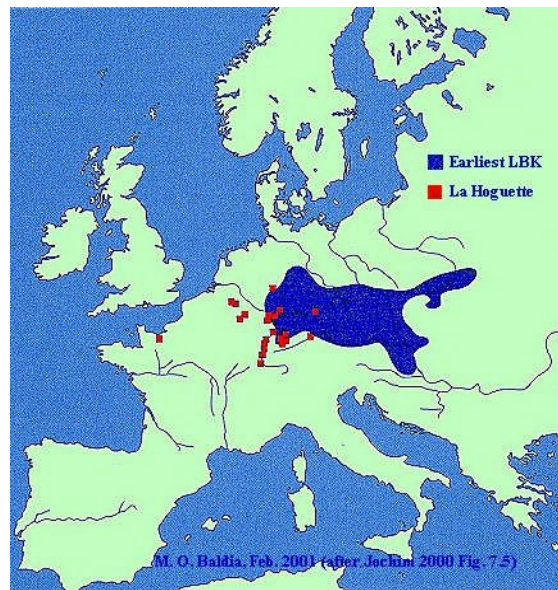 Earliest LBK
La Hoguette
M. O. Baldia, Feb. 2001 (after Jochim 2000 Fig. 7.5)